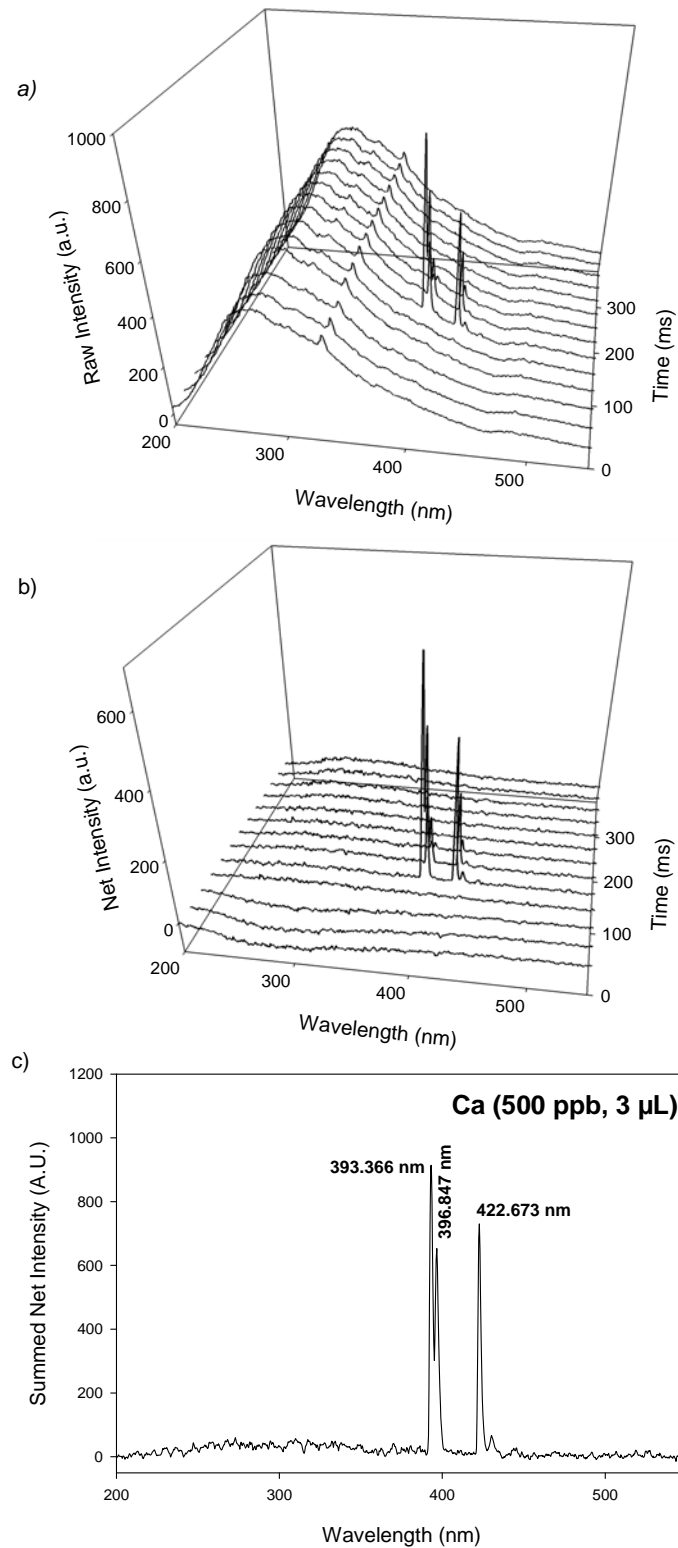 a)
1000
800
600
400
200
0
Raw Intensity (a.u.)
200
300
400
500
Wavelength (nm)
300
200
100
0
Time (ms)
b)
600
400
200
0
Net Intensity (a.u.)
200
300
400
500
Wavelength (nm)
300
200
100
0
Time (ms)
c)
1200
1000
800
600
400
200
0
Summed Net Intensity (A.U.)
Ca (500 ppb, 3 µL)
393.366 nm
396.847 nm
422.673 nm
200
300
400
500
Wavelength (nm)